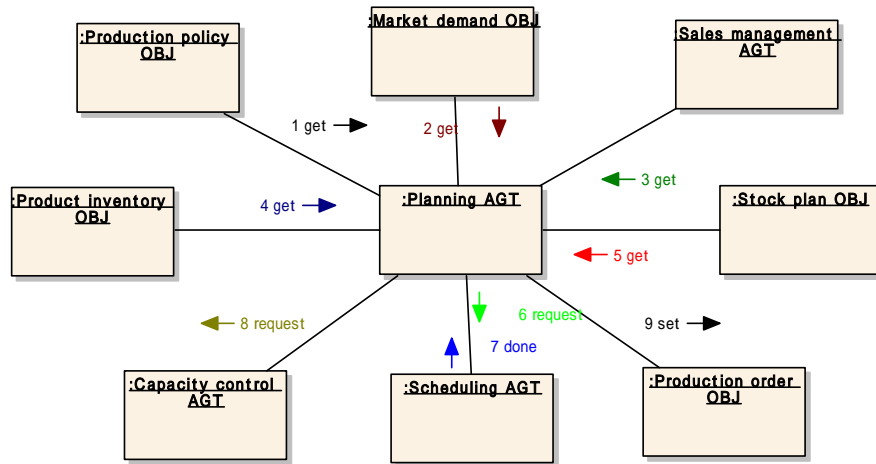 :Production policy
OBJ
:Market demand OBJ
:Sales management
AGT
1 get
2 get
3 get
:Product inventory
OBJ
4 get
:Planning AGT
:Stock plan OBJ
5 get
8 request
6 request
9 set
7 done
:Capacity control
AGT
:Scheduling AGT
:Production order
OBJ